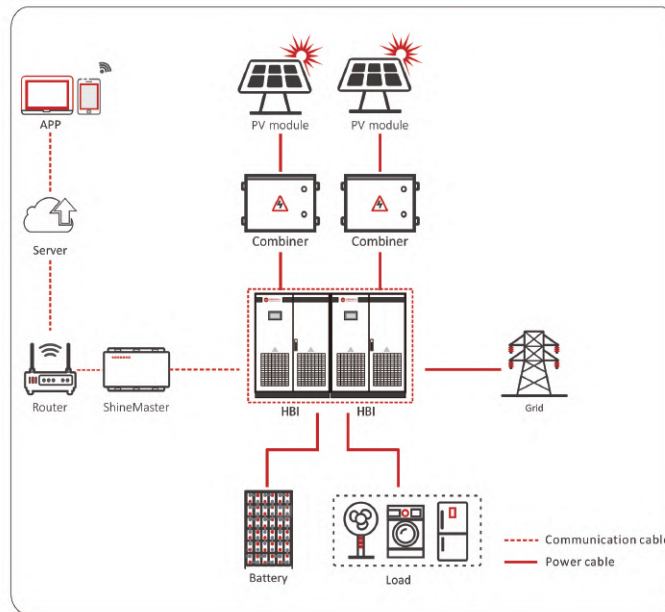 APP
PV module
PV module
Combiner
Combiner
Server
Router
ShineMaster
HBI
HBI
Grid
Battery
Load
Communication cable
Power cable